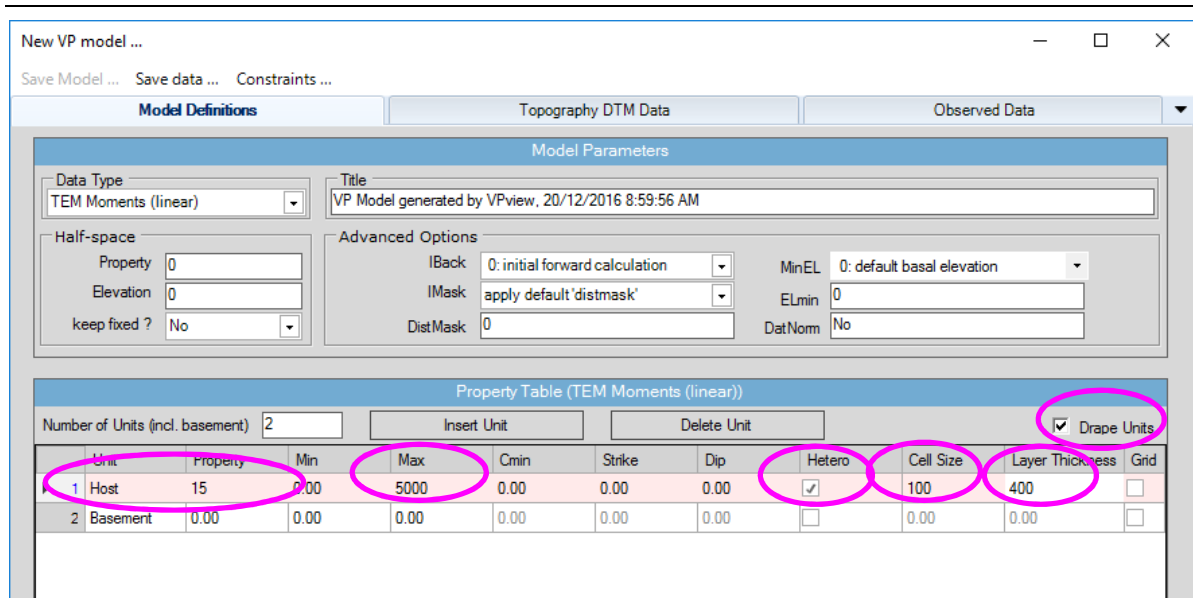 New VP model ...
Save Model ... Save data ... Constraints ...
Model Definitions Topography DTM Data Observed Data
Model Parameters
Data Type Title
TEM Moments (linear) VP Model generated by VPview, 20/12/2016 8:59:56 AM
Half-space Advanced Options
Property 0 IBack 0: initial forward calculation MinEL 0: default basal elevation
Elevation 0 IMask apply default 'distmask' ELmin 0
keep fixed ? No DistMask 0 DatNorm No
Property Table (TEM Moments (linear))
Number of Units (incl. basement) 2 Insert Unit Delete Unit Drape Units
Unit Property Min Max Cmin Strike Dip Hetero Cell Size Layer Thickness Grid
1 Host 15 0.00 5000 0.00 0.00 0.00 100 400
2 Basement 0.00 0.00 0.00 0.00 0.00 0.00 0.00 0.00